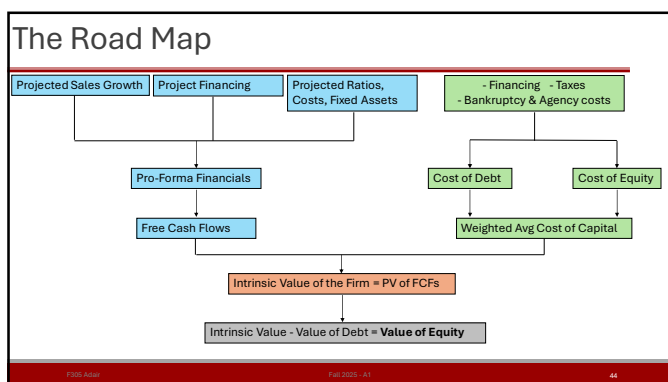 The Road Map
Projected Sales Growth
Project Financing
Projected Ratios,
Costs, Fixed Assets
- Financing - Taxes
- Bankruptcy & Agency costs
Pro-Forma Financials
Cost of Debt
Cost of Equity
Free Cash Flows
Weighted Avg Cost of Capital
Intrinsic Value of the Firm = PV of FCFs
Intrinsic Value - Value of Debt = Value of Equity
F305 Adair
Fall 2025 - A1
44